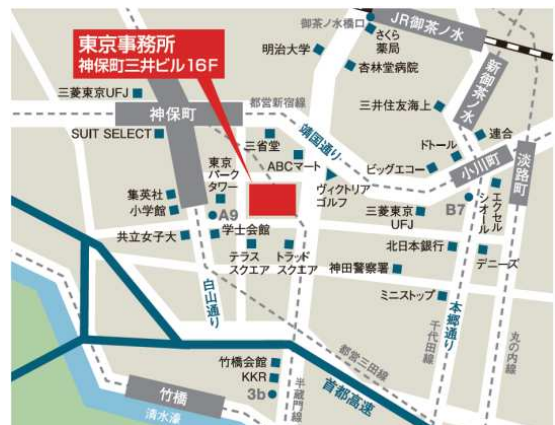 東京事務所
神保町三井ビル16F
御茶ノ水橋口
JR御茶ノ水
さくら
薬局
明治大学
杏林堂病院
新御茶ノ水
三菱東京UFJ
神保町
都営新宿線
三井住友海上
SUIT SELECT
三省堂
靖国通り
ドトール
連合
淡路町
東京
パーク
タワー
ABCマート
ビッグエコー
小川町
集英社
小学館
ヴィクトリア
ゴルフ
三菱東京
UFJ
B7
エクセル
シオール
A9
共立女子大
学士会館
テラス
スクエア
トラッド
スクエア
北日本銀行
神田警察署
デニーズ
白山通り
ミニストップ
本郷通り
千代田線
丸の内線
都営三田線
竹橋会館
KKR
3b
半蔵門線
首都高速
竹橋
清水濠